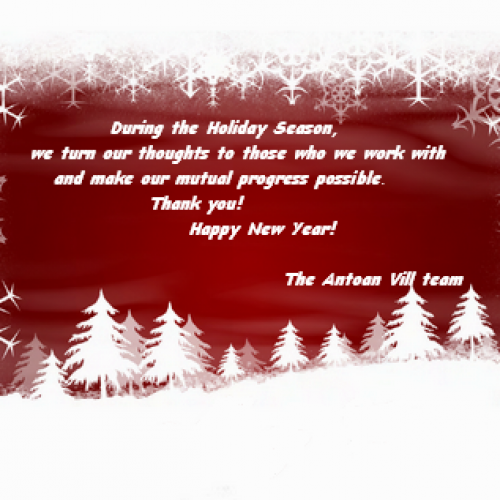 During the Holiday Season,
we turn our thoughts to those who we work with
and make our mutual progress possible.
Thank you!
Happy New Year!
The Antoan Vill team